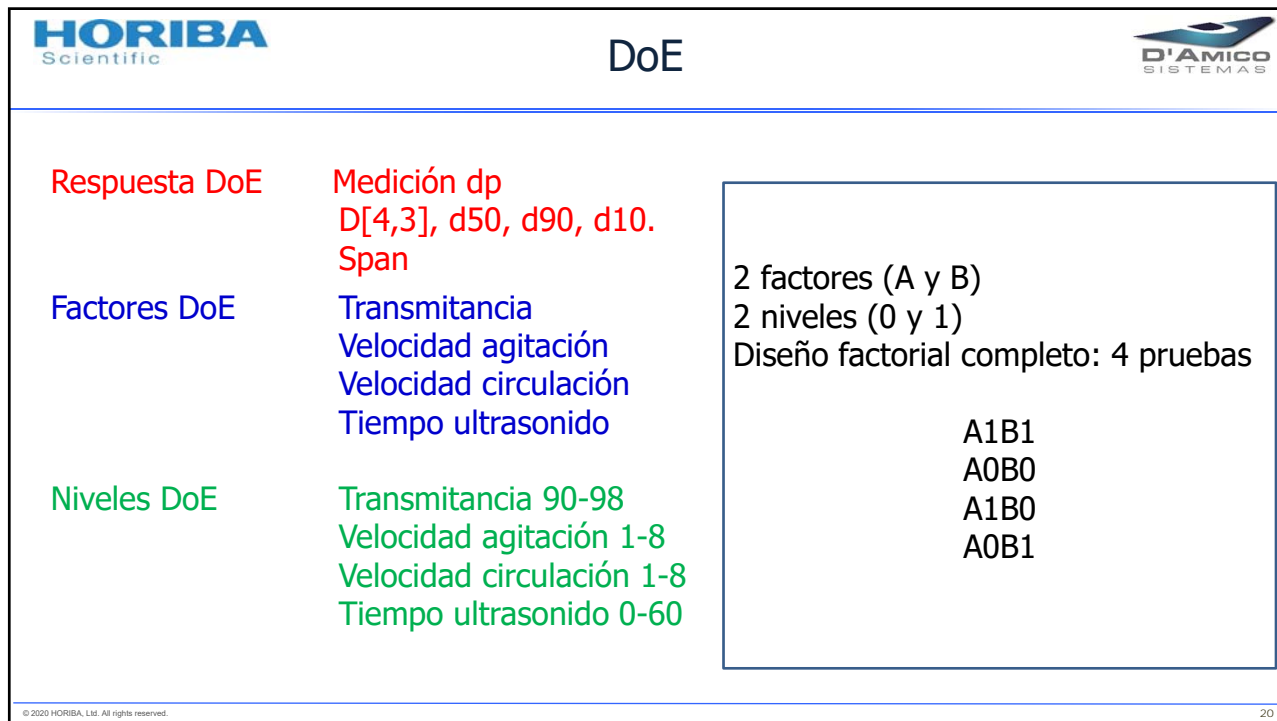 HORIBA
Scientific
DoE
D'AMICO
SISTEMAS
Respuesta DoE Medición dp
D[4,3], d50, d90, d10.
Span
Factores DoE Transmitancia
Velocidad agitación
Velocidad circulación
Tiempo ultrasonido
Niveles DoE Transmitancia 90-98
Velocidad agitación 1-8
Velocidad circulación 1-8
Tiempo ultrasonido 0-60
2 factores (A y B)
2 niveles (0 y 1)
Diseño factorial completo: 4 pruebas
A1B1
A0B0
A1B0
A0B1
© 2020 HORIBA, Ltd. All rights reserved.
20